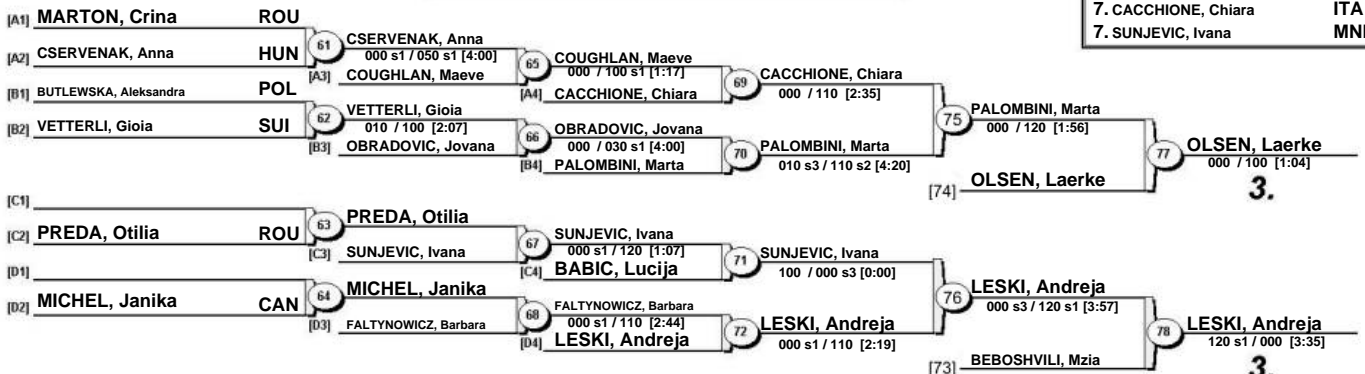 7. CACCHIONE, Chiara ITA
7. SUNJEVIC, Ivana
[A1] MARTON, Crina ROU
61 CSERVENAK, Anna
000 s1 / 050 s1 [4:00]
[A2] CSERVENAK, Anna HUN
[A3] COUGHLAN, Maeve
65 COUGHLAN, Maeve
000 / 100 s1 [1:17]
[A4] CACCHIONE, Chiara
69 CACCHIONE, Chiara
000 / 110 [2:35]
[B1] BUTLEWSKA, Aleksandra POL
62 VETTERLI, Gioia
010 / 100 [2:07]
[B2] VETTERLI, Gioia SUI
[B3] OBRADOVIC, Jovana
66 OBRADOVIC, Jovana
000 / 030 s1 [4:00]
[B4] PALOMBINI, Marta
70 PALOMBINI, Marta
010 s3 / 110 s2 [4:20]
75 PALOMBINI, Marta
000 / 120 [1:56]
[74] OLSEN, Laerke
77 OLSEN, Laerke
000 / 100 [1:04]
3.
[C1]
[C2] PREDA, Otilia ROU
63 PREDA, Otilia
[C3] SUNJEVIC, Ivana
67 SUNJEVIC, Ivana
000 s1 / 120 [1:07]
[C4] BABIC, Lucija
71 SUNJEVIC, Ivana
100 / 000 s3 [0:00]
[D1]
[D2] MICHEL, Janika CAN
64 MICHEL, Janika
[D3] FALTYNOWICZ, Barbara
68 FALTYNOWICZ, Barbara
000 s1 / 110 [2:44]
[D4] LESKI, Andreja
72 LESKI, Andreja
000 s1 / 110 [2:19]
76 LESKI, Andreja
000 s3 / 120 s1 [3:57]
[73] BEBOSHVILI, Mzia
78 LESKI, Andreja
120 s1 / 000 [3:35]
3.